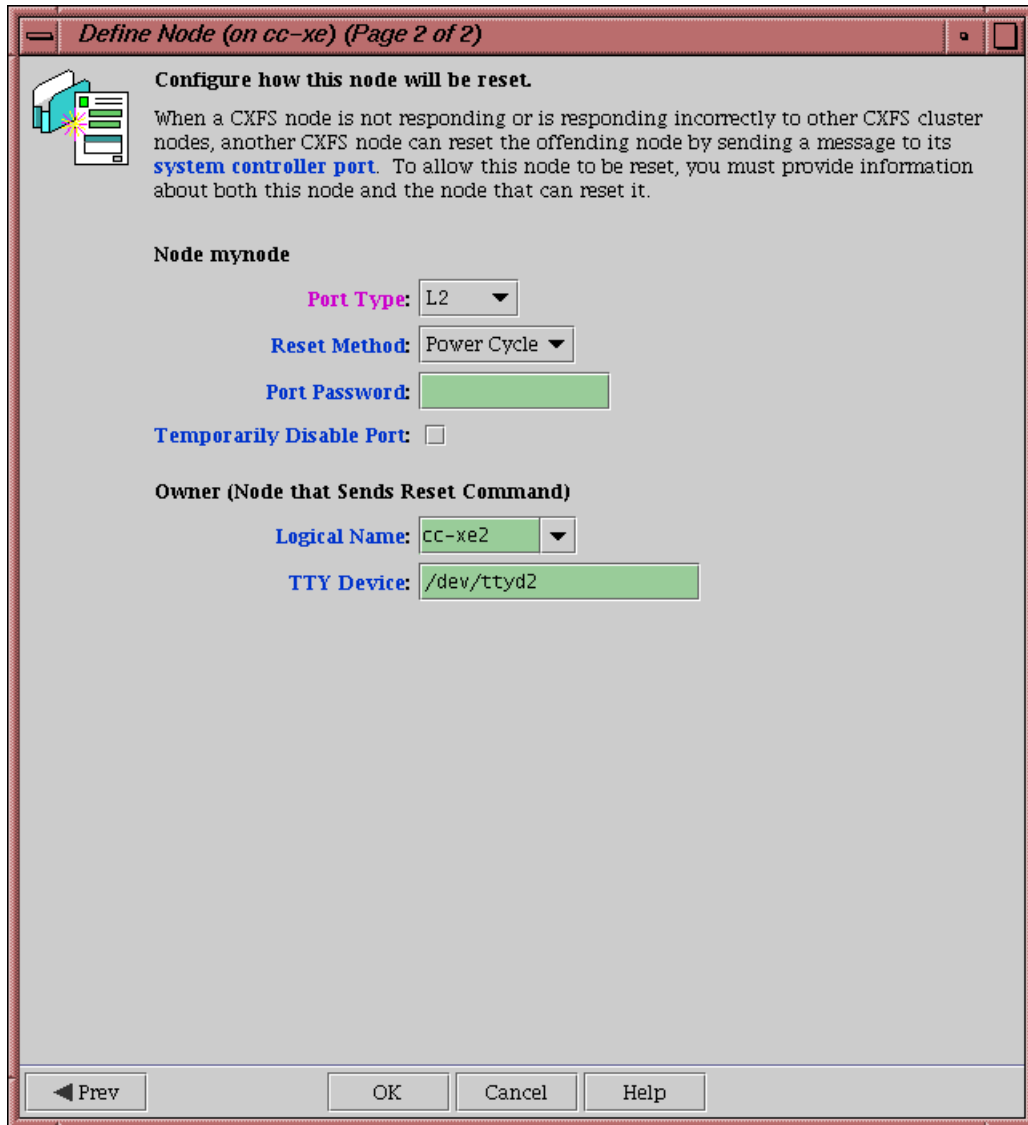 Define Node (on cc-xe) (Page 2 of 2)
Configure how this node will be reset.
When a CXFS node is not responding or is responding incorrectly to other CXFS cluster
nodes, another CXFS node can reset the offending node by sending a message to its
system controller port. To allow this node to be reset, you must provide information
about both this node and the node that can reset it.
Node mynode
Port Type: L2
Reset Method: Power Cycle
Port Password:
Temporarily Disable Port:
Owner (Node that Sends Reset Command)
Logical Name: cc-xe2
TTY Device: /dev/ttyd2
Prev OK Cancel Help